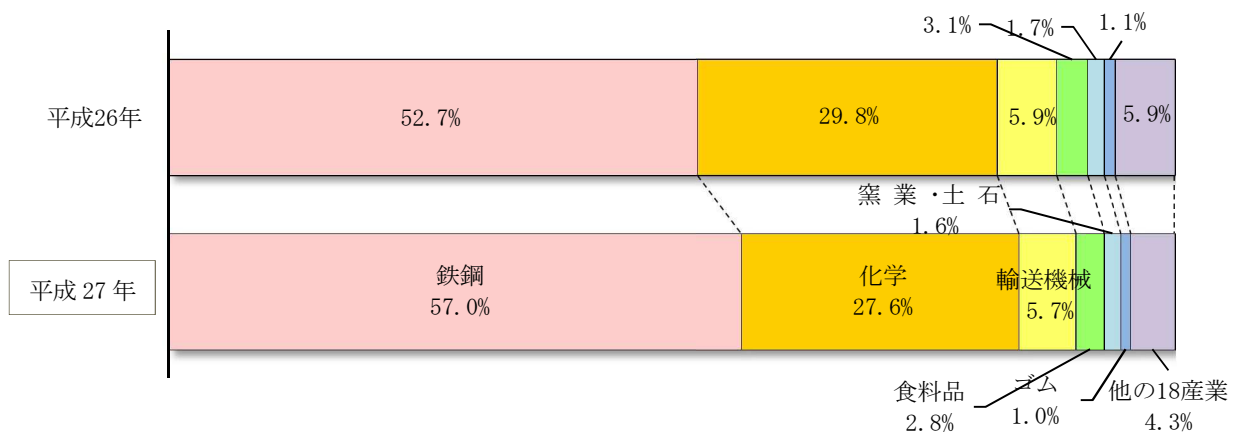 3.1% 1.7% 1.1%
平成26年 52.7% 29.8% 5.9% 5.9%
窯 業 ・土 石
1.6%
平成 27 年
鉄鋼
57.0%
化学
27.6%
輸送機械
5.7%
食料品
2.8%
ゴム
1.0%
他の18産業
4.3%